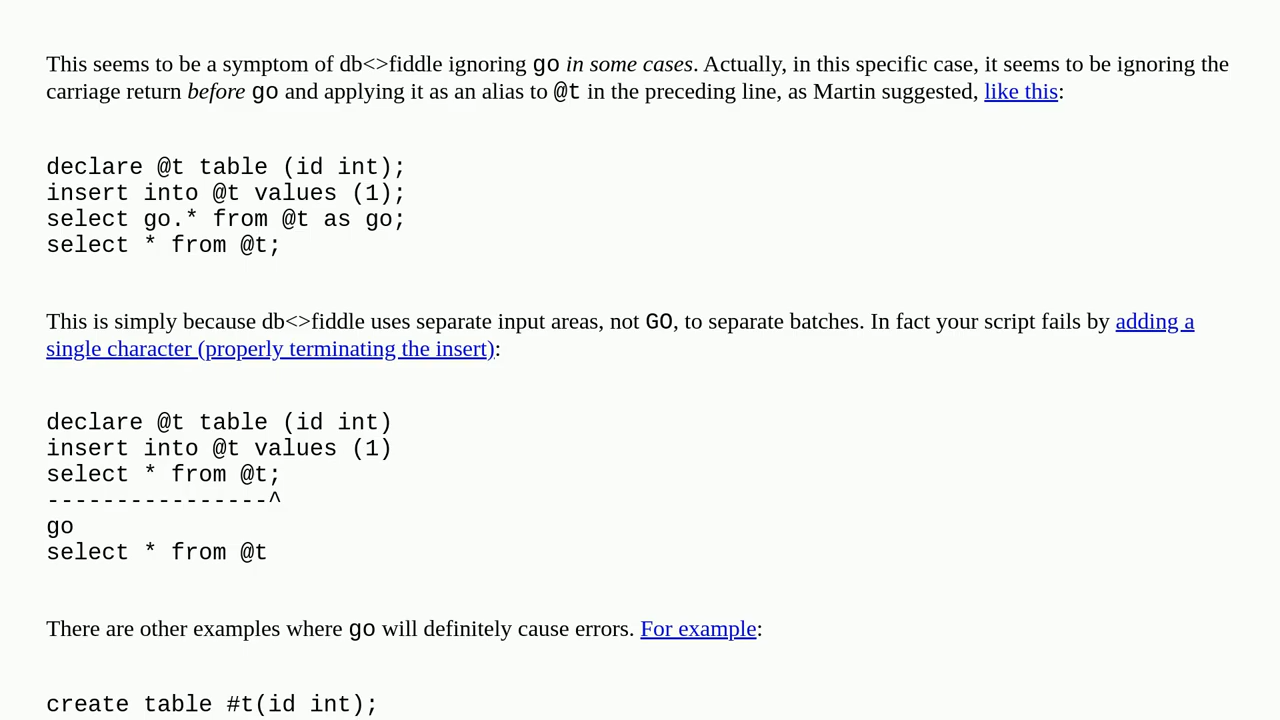 This seems to be a symptom of db<>fiddle ignoring go in some cases. Actually, in this specific case, it seems to be ignoring the
carriage return before go and applying it as an alias to @t in the preceding line, as Martin suggested, like this:
declare @t table (id int);
insert into @t values (1);
select go.* from @t as go;
select * from @t;
This is simply because db<>fiddle uses separate input areas, not GO, to separate batches. In fact your script fails by adding a
single character (properly terminating the insert):
declare @t table (id int)
insert into @t values (1)
select * from @t;
----------------^
go
select * from @t
There are other examples where go will definitely cause errors. For example:
create table #t(id int);